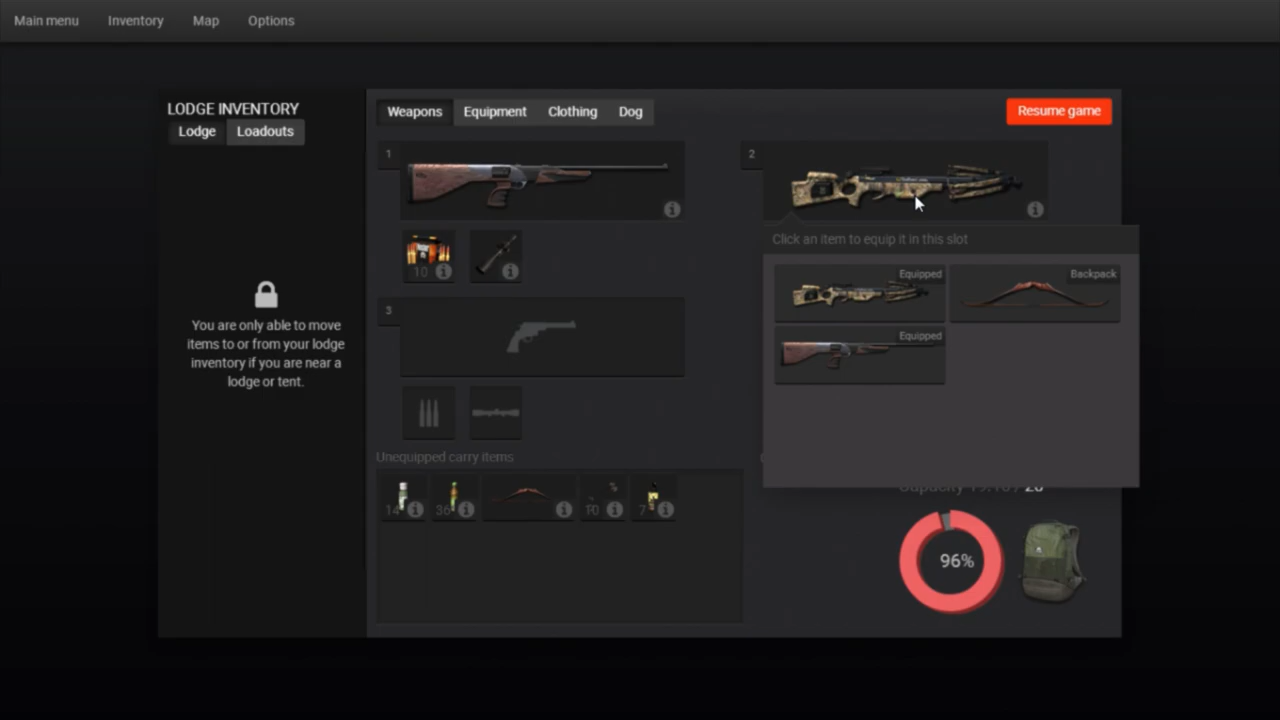 Main menu Inventory Map Options
LODGE INVENTORY
Lodge Loadouts
Weapons Equipment Clothing Dog
Resume game
1
2
Click an item to equip it in this slot
10
Equipped
Backpack
Equipped
3
You are only able to move
items to or from your lodge
inventory if you are near a
lodge or tent.
Unequipped carry items
14 36 10 7
Capacity
96%